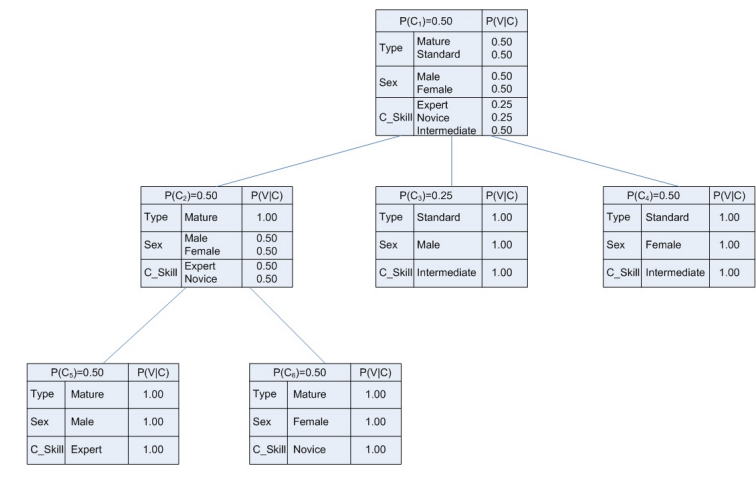 P(C₁)=0.50 P(V|C)
Type Mature 0.50
Standard 0.50
Sex Male 0.50
Female 0.50
Expert 0.25
C_Skill Novice 0.25
Intermediate 0.50
P(C₂)=0.50 P(V|C)
Type Mature 1.00
Sex Male 0.50
Female 0.50
C_Skill Expert 0.50
Novice 0.50
P(C₃)=0.25 P(V|C)
Type Standard 1.00
Sex Male 1.00
C_Skill Intermediate 1.00
P(C₄)=0.50 P(V|C)
Type Standard 1.00
Sex Female 1.00
C_Skill Intermediate 1.00
P(C₅)=0.50 P(V|C)
Type Mature 1.00
Sex Male 1.00
C_Skill Expert 1.00
P(C₆)=0.50 P(V|C)
Type Mature 1.00
Sex Female 1.00
C_Skill Novice 1.00